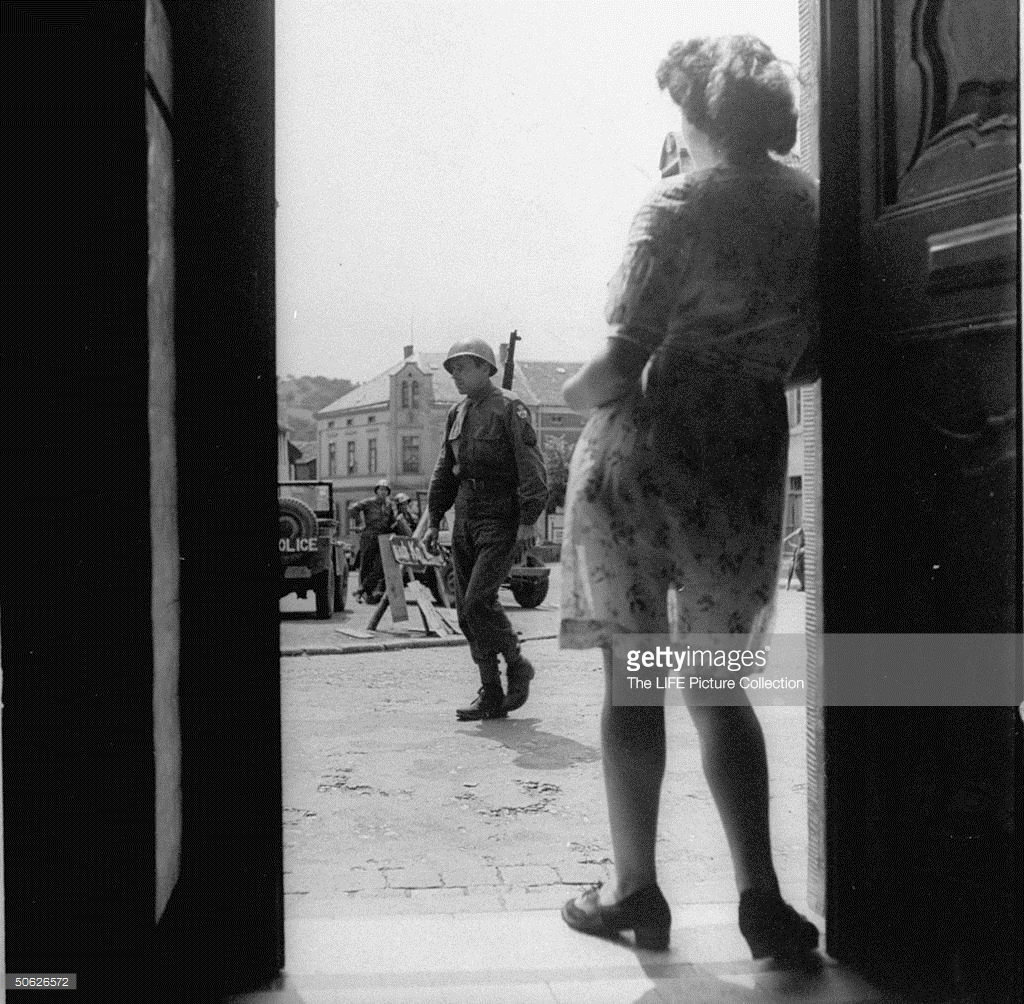 OLICE
gettyimages®
The LIFE Picture Collection
50626572